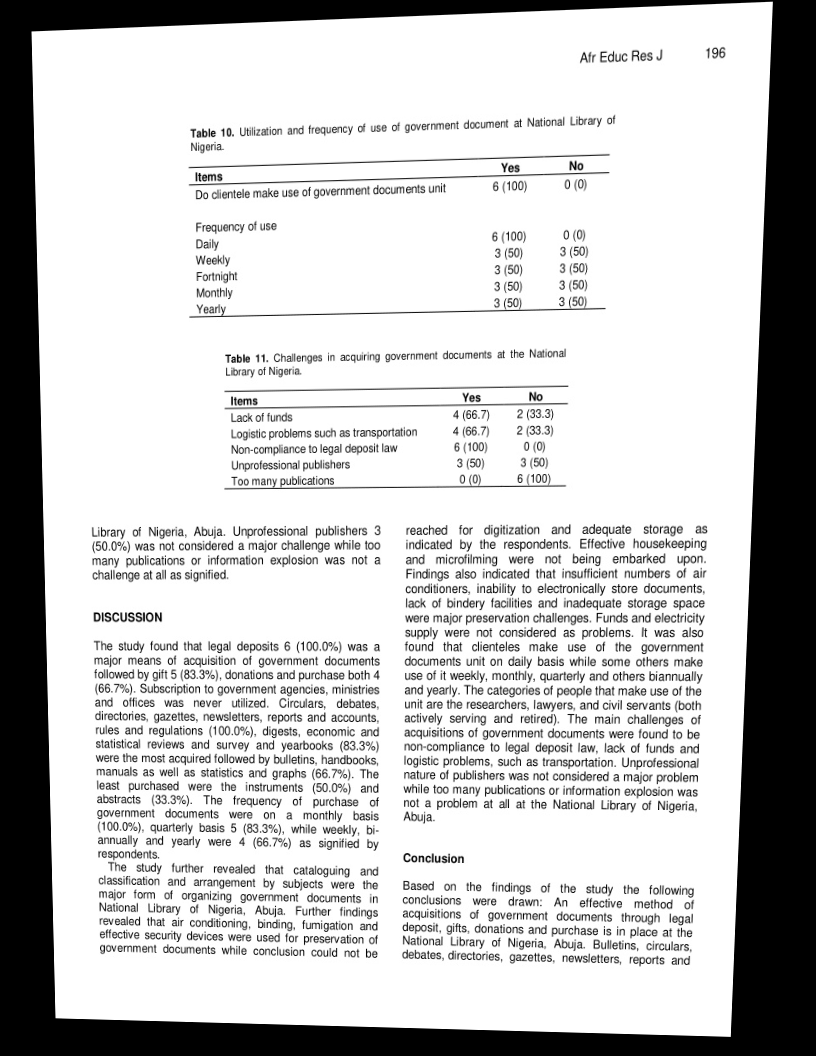 Afr Educ Res J 196
Table 10. Utilization and frequency of use of government document at National Library of
Nigeria.
Items Yes No
Do clientele make use of government documents unit 6 (100) 0 (0)
Frequency of use
Daily 6 (100) 0 (0)
Weekly 3 (50) 3 (50)
Fortnight 3 (50) 3 (50)
Monthly 3 (50) 3 (50)
Yearly 3 (50) 3 (50)
Table 11. Challenges in acquiring government documents at the National
Library of Nigeria.
Items Yes No
Lack of funds 4 (66.7) 2 (33.3)
Logistic problems such as transportation 4 (66.7) 2 (33.3)
Non-compliance to legal deposit law 6 (100) 0 (0)
Unprofessional publishers 3 (50) 3 (50)
Too many publications 0 (0) 6 (100)
Library of Nigeria, Abuja. Unprofessional publishers 3
(50.0%) was not considered a major challenge while too
many publications or information explosion was not a
challenge at all as signified.
DISCUSSION
The study found that legal deposits 6 (100.0%) was a
major means of acquisition of government documents
followed by gift 5 (83.3%), donations and purchase both 4
(66.7%). Subscription to government agencies, ministries
and offices was never utilized. Circulars, debates,
directories, gazettes, newsletters, reports and accounts,
rules and regulations (100.0%), digests, economic and
statistical reviews and survey and yearbooks (83.3%)
were the most acquired followed by bulletins, handbooks,
manuals as well as statistics and graphs (66.7%). The
least purchased were the instruments (50.0%) and
abstracts (33.3%). The frequency of purchase of
government documents were on a monthly basis
(100.0%), quarterly basis 5 (83.3%), while weekly, bi-
annually and yearly were 4 (66.7%) as signified by
respondents.
The study further revealed that cataloguing and
classification and arrangement by subjects were the
major form of organizing government documents in
National Library of Nigeria, Abuja. Further findings
revealed that air conditioning, binding, fumigation and
effective security devices were used for preservation of
government documents while conclusion could not be
reached for digitization and adequate storage as
indicated by the respondents. Effective housekeeping
and microfilming were not being embarked upon.
Findings also indicated that insufficient numbers of air
conditioners, inability to electronically store documents,
lack of bindery facilities and inadequate storage space
were major preservation challenges. Funds and electricity
supply were not considered as problems. It was also
found that clienteles make use of the government
documents unit on daily basis while some others make
use of it weekly, monthly, quarterly and others biannually
and yearly. The categories of people that make use of the
unit are the researchers, lawyers, and civil servants (both
actively serving and retired). The main challenges of
acquisitions of government documents were found to be
non-compliance to legal deposit law, lack of funds and
logistic problems, such as transportation. Unprofessional
nature of publishers was not considered a major problem
while too many publications or information explosion was
not a problem at all at the National Library of Nigeria,
Abuja.
Conclusion
Based on the findings of the study the following
conclusions were drawn: An effective method of
acquisitions of government documents through legal
deposit, gifts, donations and purchase is in place at the
National Library of Nigeria, Abuja. Bulletins, circulars,
debates, directories, gazettes, newsletters, reports and